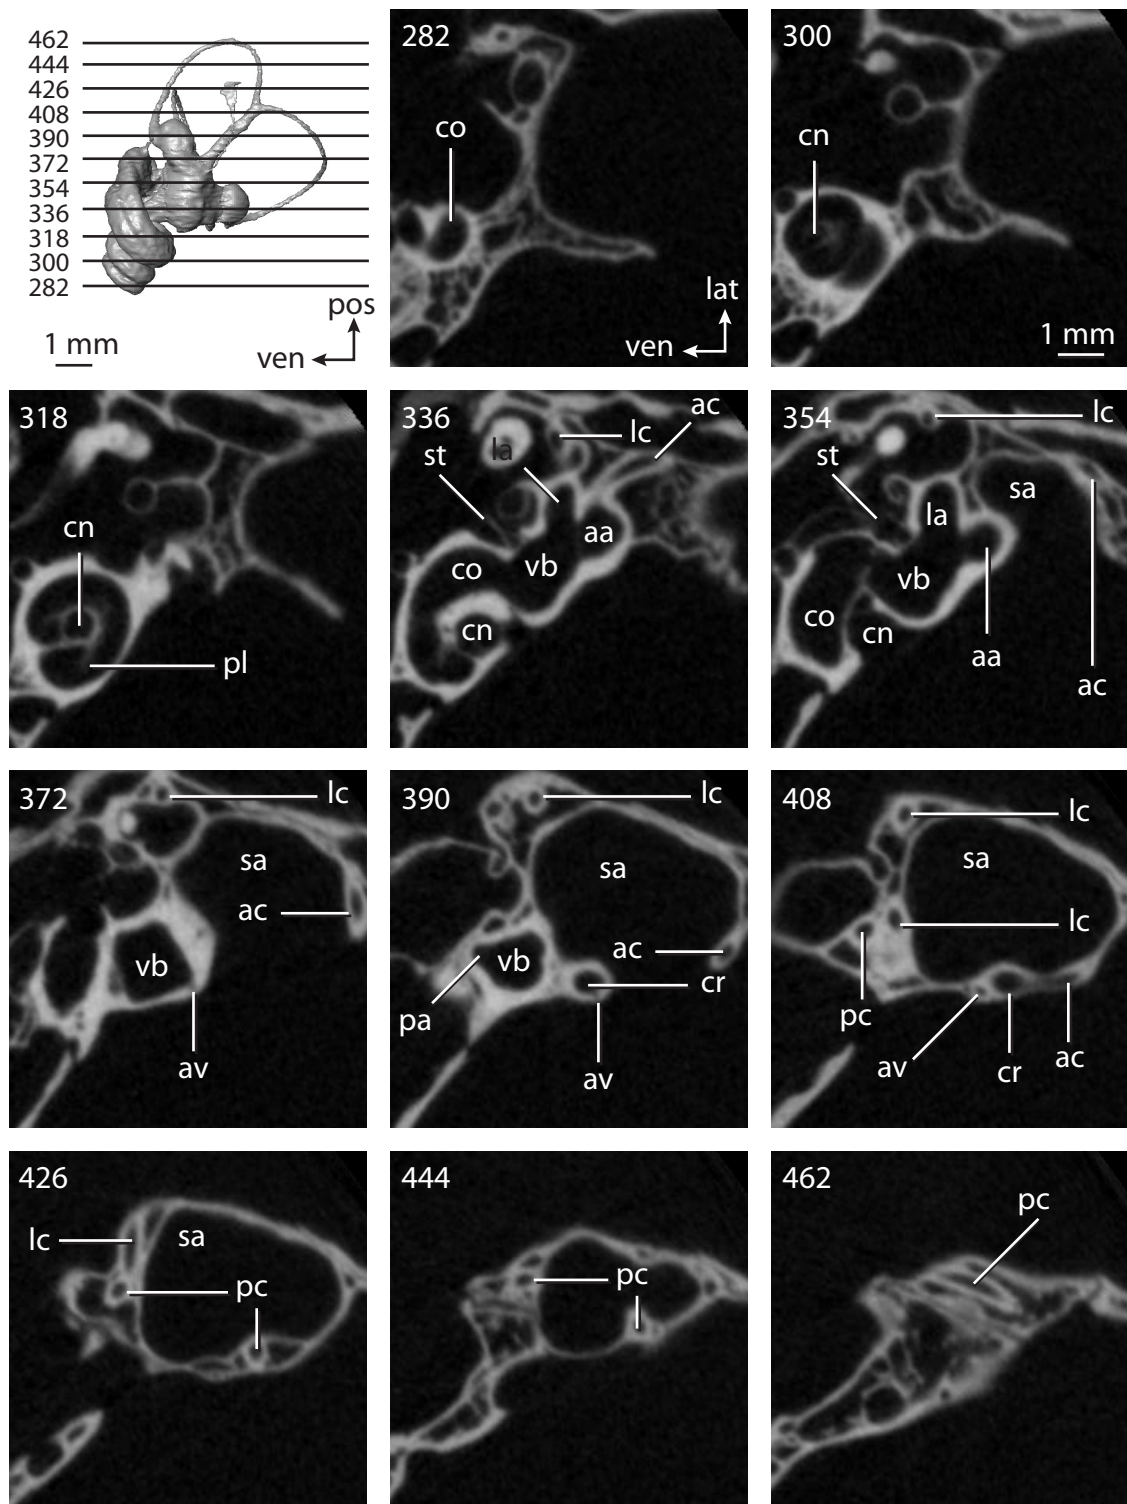 462
444
426
408
390
372
354
336
318
300
282
pos
ven
1 mm
282
co
lat
ven
300
cn
1 mm
318
cn
pl
336
ac
lc
la
st
aa
co
vb
cn
354
lc
st
sa
la
vb
co
cn
aa
ac
372
lc
sa
ac
vb
av
390
lc
sa
ac
vb
cr
pa
av
408
lc
sa
lc
pc
av
cr
ac
426
lc
sa
pc
444
pc
462
pc